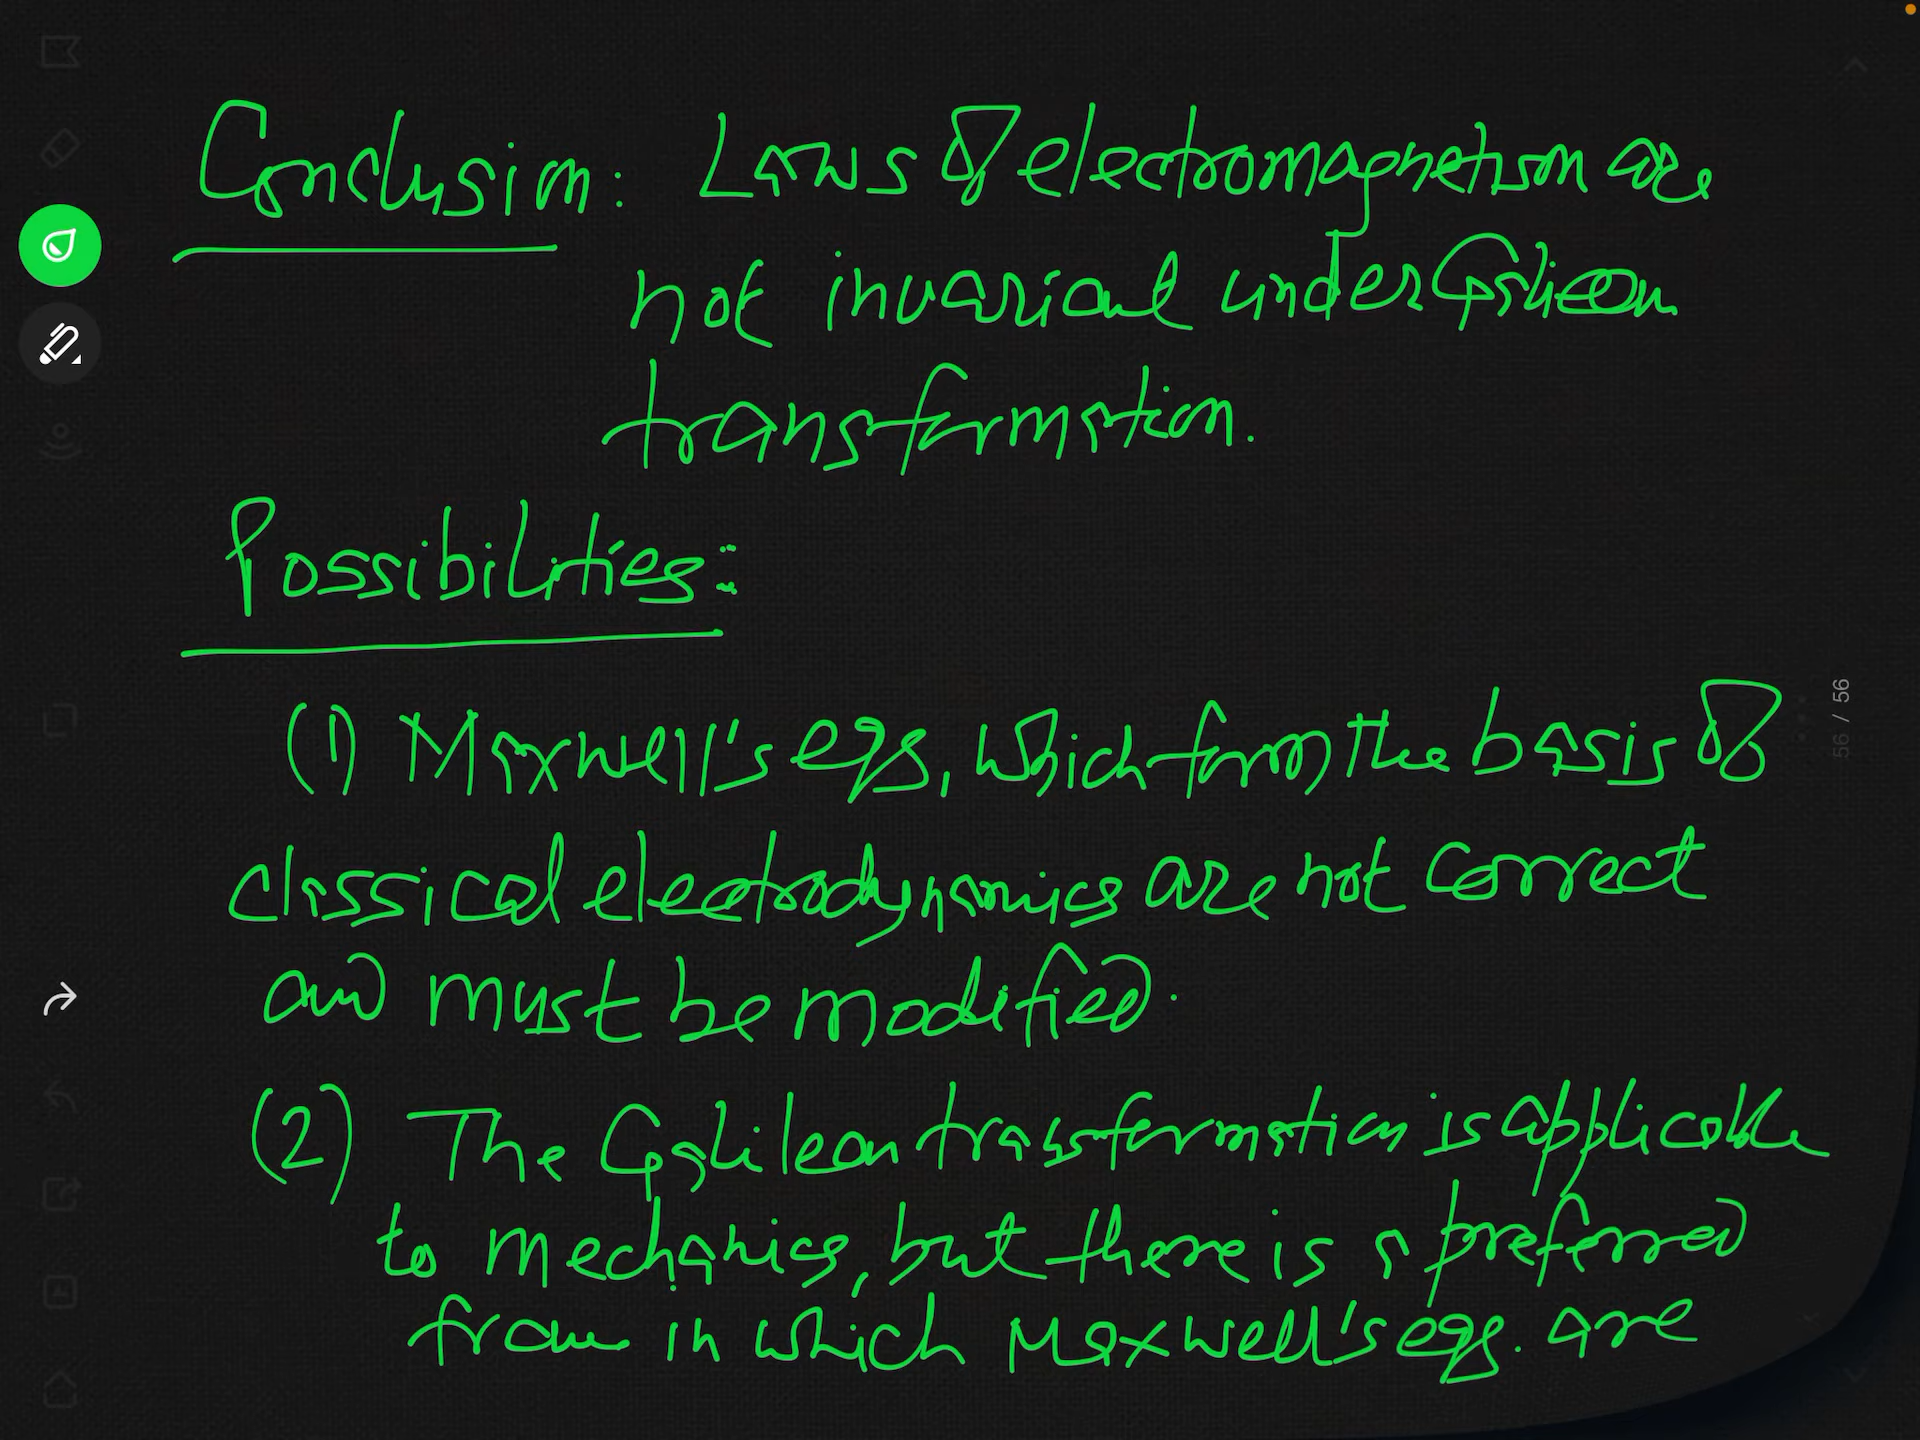 Conclusion: Laws of electromagnetism are
not invariant under Galilean
transformation.
Possibilities:
(1) Maxwell's eqs, which form the basis of
classical electrodynamics are not correct
and must be modified.
(2) The Galilean transformation is applicable
to mechanics, but there is a preferred
frame in which Maxwell's eqs. are
56 / 56